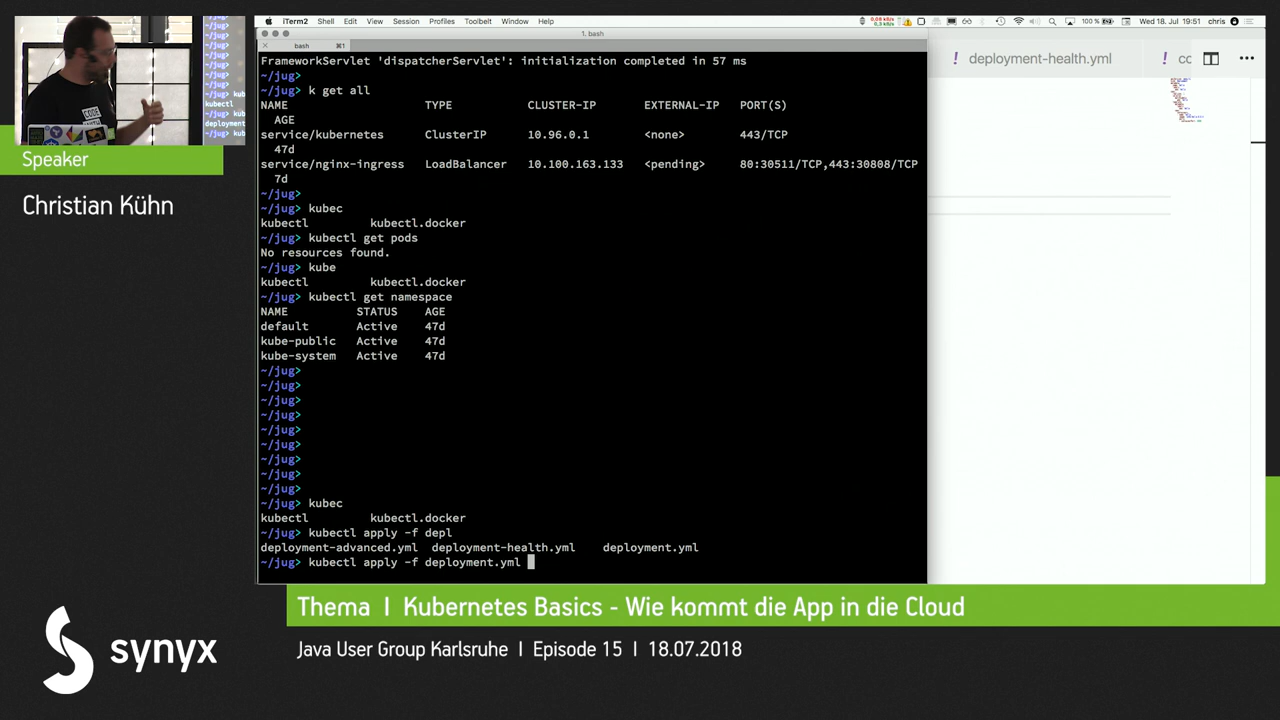 iTerm2 Shell Edit View Session Profiles Toolbelt Window Help
100 % Wed 18. Jul 19:51 chris
1. bash
bash ⌘1
! deployment-health.yml ! cc •••
FrameworkServlet 'dispatcherServlet': initialization completed in 57 ms
~/jug>
~/jug> k get all
NAME TYPE CLUSTER-IP EXTERNAL-IP PORT(S)
AGE
service/kubernetes ClusterIP 10.96.0.1 <none> 443/TCP
47d
service/nginx-ingress LoadBalancer 10.100.163.133 <pending> 80:30511/TCP,443:30808/TCP
7d
~/jug>
~/jug> kubec
kubectl kubectl.docker
~/jug> kubectl get pods
No resources found.
~/jug> kube
kubectl kubectl.docker
~/jug> kubectl get namespace
NAME STATUS AGE
default Active 47d
kube-public Active 47d
kube-system Active 47d
~/jug>
~/jug>
~/jug>
~/jug>
~/jug>
~/jug>
~/jug>
~/jug>
~/jug>
~/jug> kubec
kubectl kubectl.docker
~/jug> kubectl apply -f depl
deployment-advanced.yml deployment-health.yml deployment.yml
~/jug> kubectl apply -f deployment.yml
Speaker
Christian Kühn
synyx
Thema I Kubernetes Basics - Wie kommt die App in die Cloud
Java User Group Karlsruhe I Episode 15 I 18.07.2018